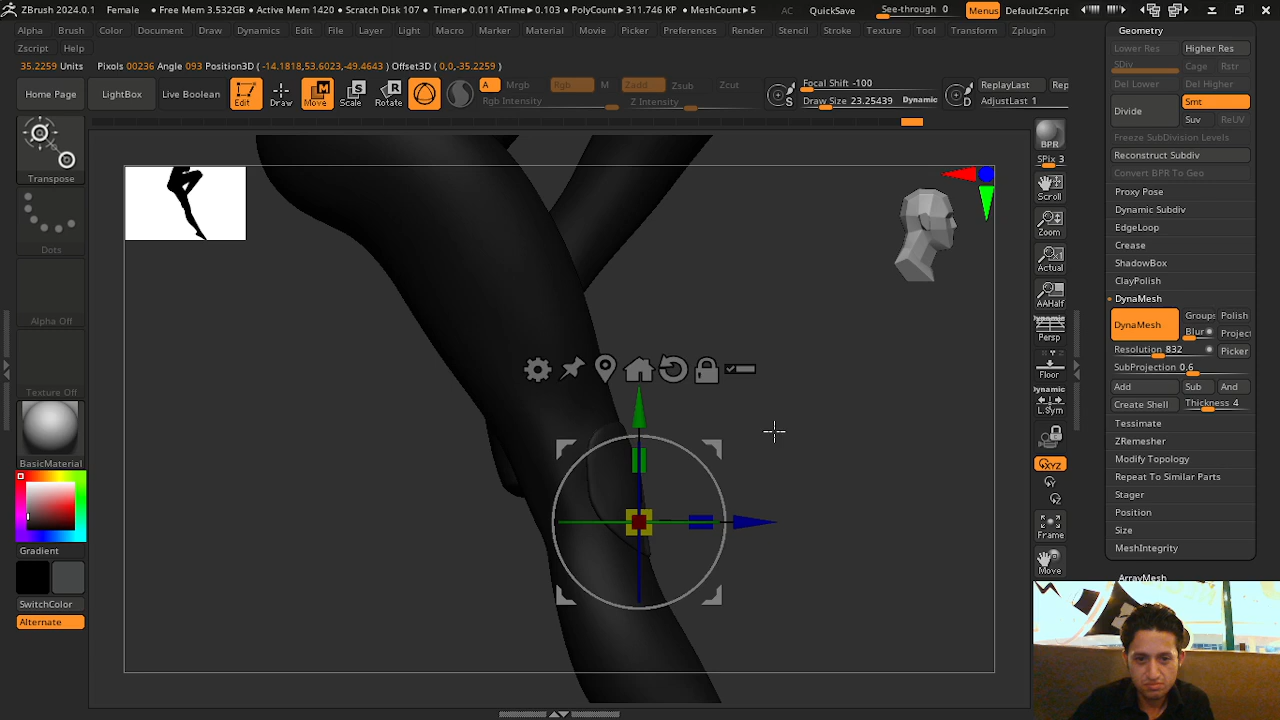 ZBrush 2024.0.1 Female • Free Mem 3.532GB • Active Mem 1420 • Scratch Disk 107 • Timer▸0.011 ATime▸0.103 • PolyCount▸311.746 KP • MeshCount▸5 AC QuickSave See-through 0 Menus DefaultZScript
Alpha Brush Color Document Draw Dynamics Edit File Layer Light Macro Marker Material Movie Picker Preferences Render Stencil Stroke Texture Tool Transform Zplugin
Zscript Help
35.2259 Units Pixels 00236 Angle 093 Position3D ( -14.1818,53.6023,-49.4643 ) Offset3D ( 0,0,-35.2259 )
Home Page LightBox Live Boolean Edit Draw Move Scale Rotate
A Mrgb Rgb M Zadd Zsub Zcut
Rgb Intensity Z Intensity
Focal Shift -100
Draw Size 23.25439 Dynamic
S D
ReplayLast Rep
AdjustLast 1
Transpose
Dots
Alpha Off
Texture Off
BasicMaterial
Gradient
SwitchColor
Alternate
BPR
SPix 3
Scroll
Zoom
Actual
AAHalf
Dynamic
Persp
Floor
Dynamic
L.Sym
XYZ
Y
Z
Frame
Move
Geometry
Lower Res Higher Res
SDiv Cage Rstr
Del Lower Del Higher
Divide Smt
Suv ReUV
Freeze SubDivision Levels
Reconstruct Subdiv
Convert BPR To Geo
Proxy Pose
Dynamic Subdiv
EdgeLoop
Crease
ShadowBox
ClayPolish
DynaMesh
DynaMesh Groups Polish
Blur Project
Resolution 832 Picker
SubProjection 0.6
Add Sub And
Create Shell Thickness 4
Tessimate
ZRemesher
Modify Topology
Repeat To Similar Parts
Stager
Position
Size
MeshIntegrity
ArrayMesh